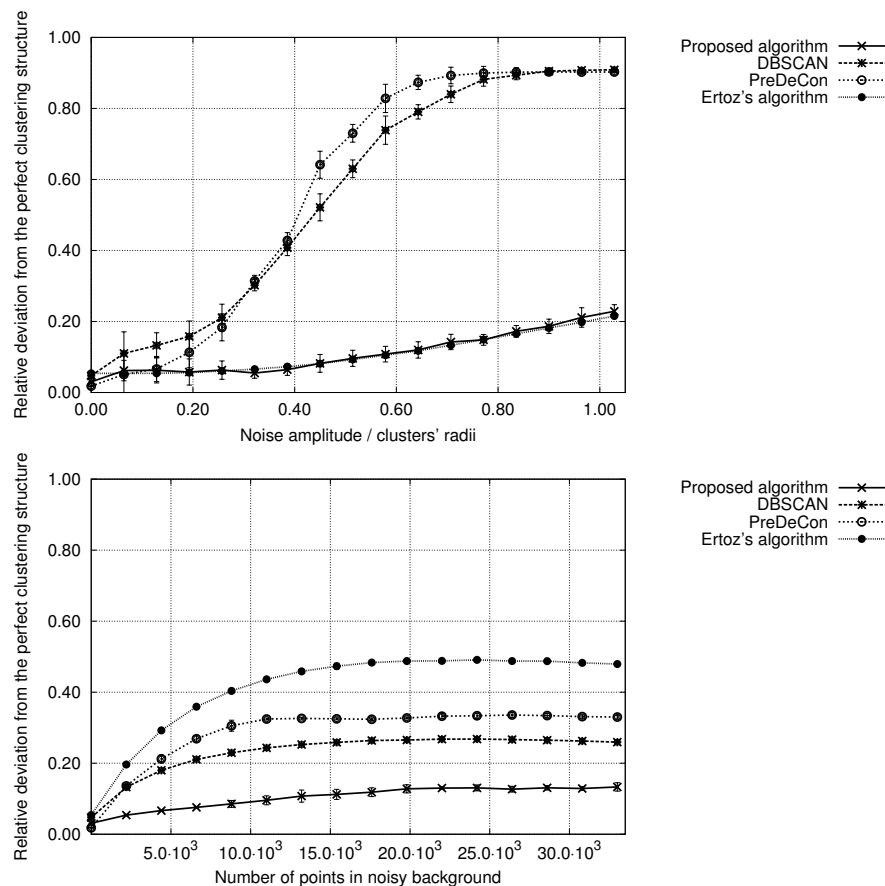 Relative deviation from the perfect clustering structure
1.00
0.80
0.60
0.40
0.20
0.00
0.00 0.20 0.40 0.60 0.80 1.00
Noise amplitude / clusters' radii
Proposed algorithm
DBSCAN
PreDeCon
Ertoz's algorithm
Relative deviation from the perfect clustering structure
1.00
0.80
0.60
0.40
0.20
0.00
5.0·10³ 10.0·10³ 15.0·10³ 20.0·10³ 25.0·10³ 30.0·10³
Number of points in noisy background
Proposed algorithm
DBSCAN
PreDeCon
Ertoz's algorithm